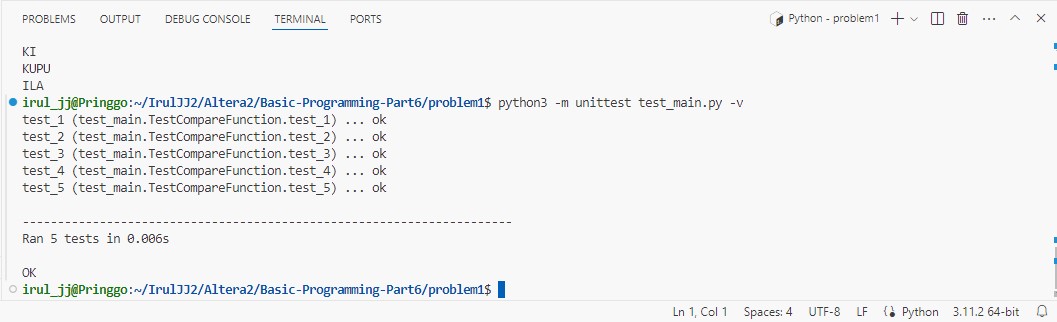 PROBLEMS OUTPUT DEBUG CONSOLE TERMINAL PORTS Python - problem1
KI
KUPU
ILA
irul_jj@Pringgo:~/IrulJJ2/Altera2/Basic-Programming-Part6/problem1$ python3 -m unittest test_main.py -v
test_1 (test_main.TestCompareFunction.test_1) ... ok
test_2 (test_main.TestCompareFunction.test_2) ... ok
test_3 (test_main.TestCompareFunction.test_3) ... ok
test_4 (test_main.TestCompareFunction.test_4) ... ok
test_5 (test_main.TestCompareFunction.test_5) ... ok
----------------------------------------------------------------------
Ran 5 tests in 0.006s
OK
irul_jj@Pringgo:~/IrulJJ2/Altera2/Basic-Programming-Part6/problem1$
Ln 1, Col 1 Spaces: 4 UTF-8 LF Python 3.11.2 64-bit